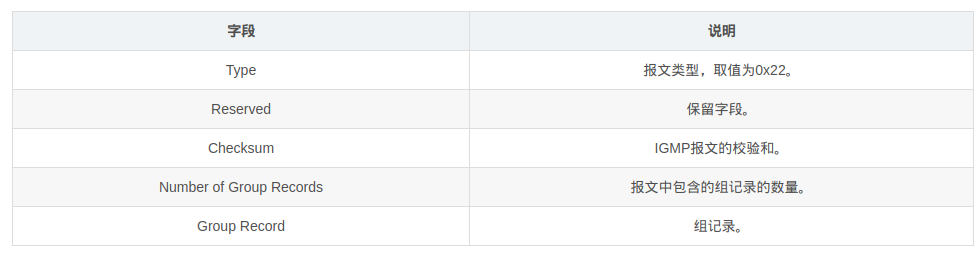 字段 说明
Type 报文类型，取值为0x22。
Reserved 保留字段。
Checksum IGMP报文的校验和。
Number of Group Records 报文中包含的组记录的数量。
Group Record 组记录。